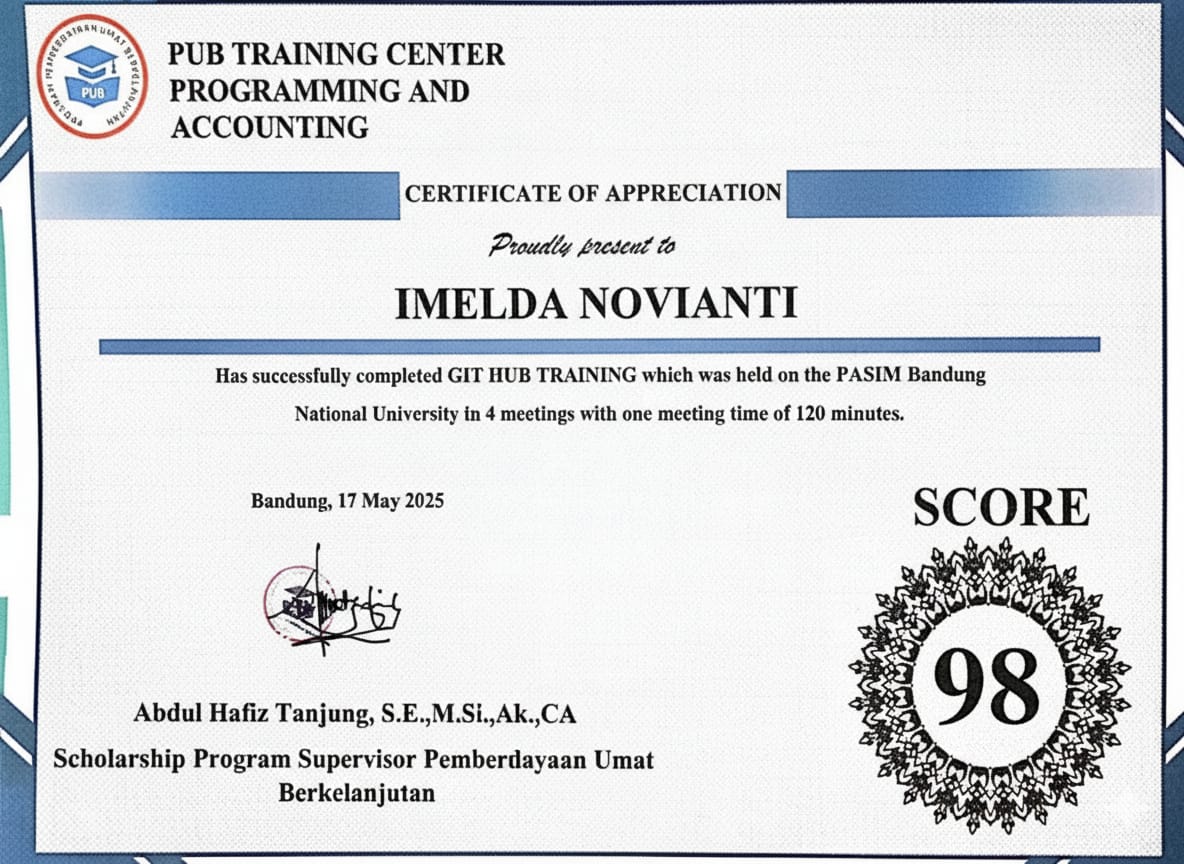 PUB TRAINING CENTER
PROGRAMMING AND
ACCOUNTING
PUB
CERTIFICATE OF APPRECIATION
Proudly present to
IMELDA NOVIANTI
Has successfully completed GIT HUB TRAINING which was held on the PASIM Bandung
National University in 4 meetings with one meeting time of 120 minutes.
Bandung, 17 May 2025
SCORE
98
Abdul Hafiz Tanjung, S.E.,M.Si.,Ak.,CA
Scholarship Program Supervisor Pemberdayaan Umat
Berkelanjutan